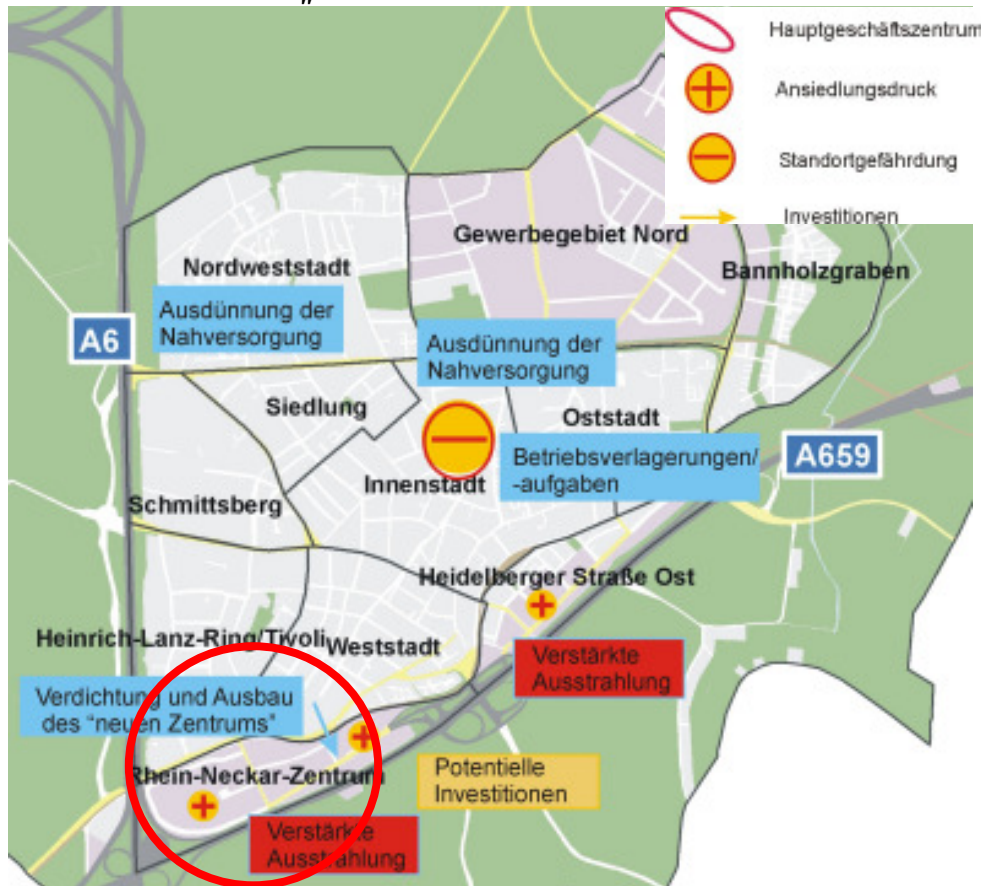 „
Hauptgeschäftszentrum
Ansiedlungsdruck
Standortgefährdung
Investitionen
Gewerbegebiet Nord
Nordweststadt
Bannholzgraben
Ausdünnung der
Nahversorgung
A6
Ausdünnung der
Nahversorgung
Siedlung
Oststadt
Betriebsverlagerungen/
-aufgaben
A659
Innenstadt
Schmittsberg
Heidelberger Straße Ost
Heinrich-Lanz-Ring/Tivoli
Weststadt
Verstärkte
Ausstrahlung
Verdichtung und Ausbau
des "neuen Zentrums"
Rhein-Neckar-Zentrum
Potentielle
Investitionen
Verstärkte
Ausstrahlung